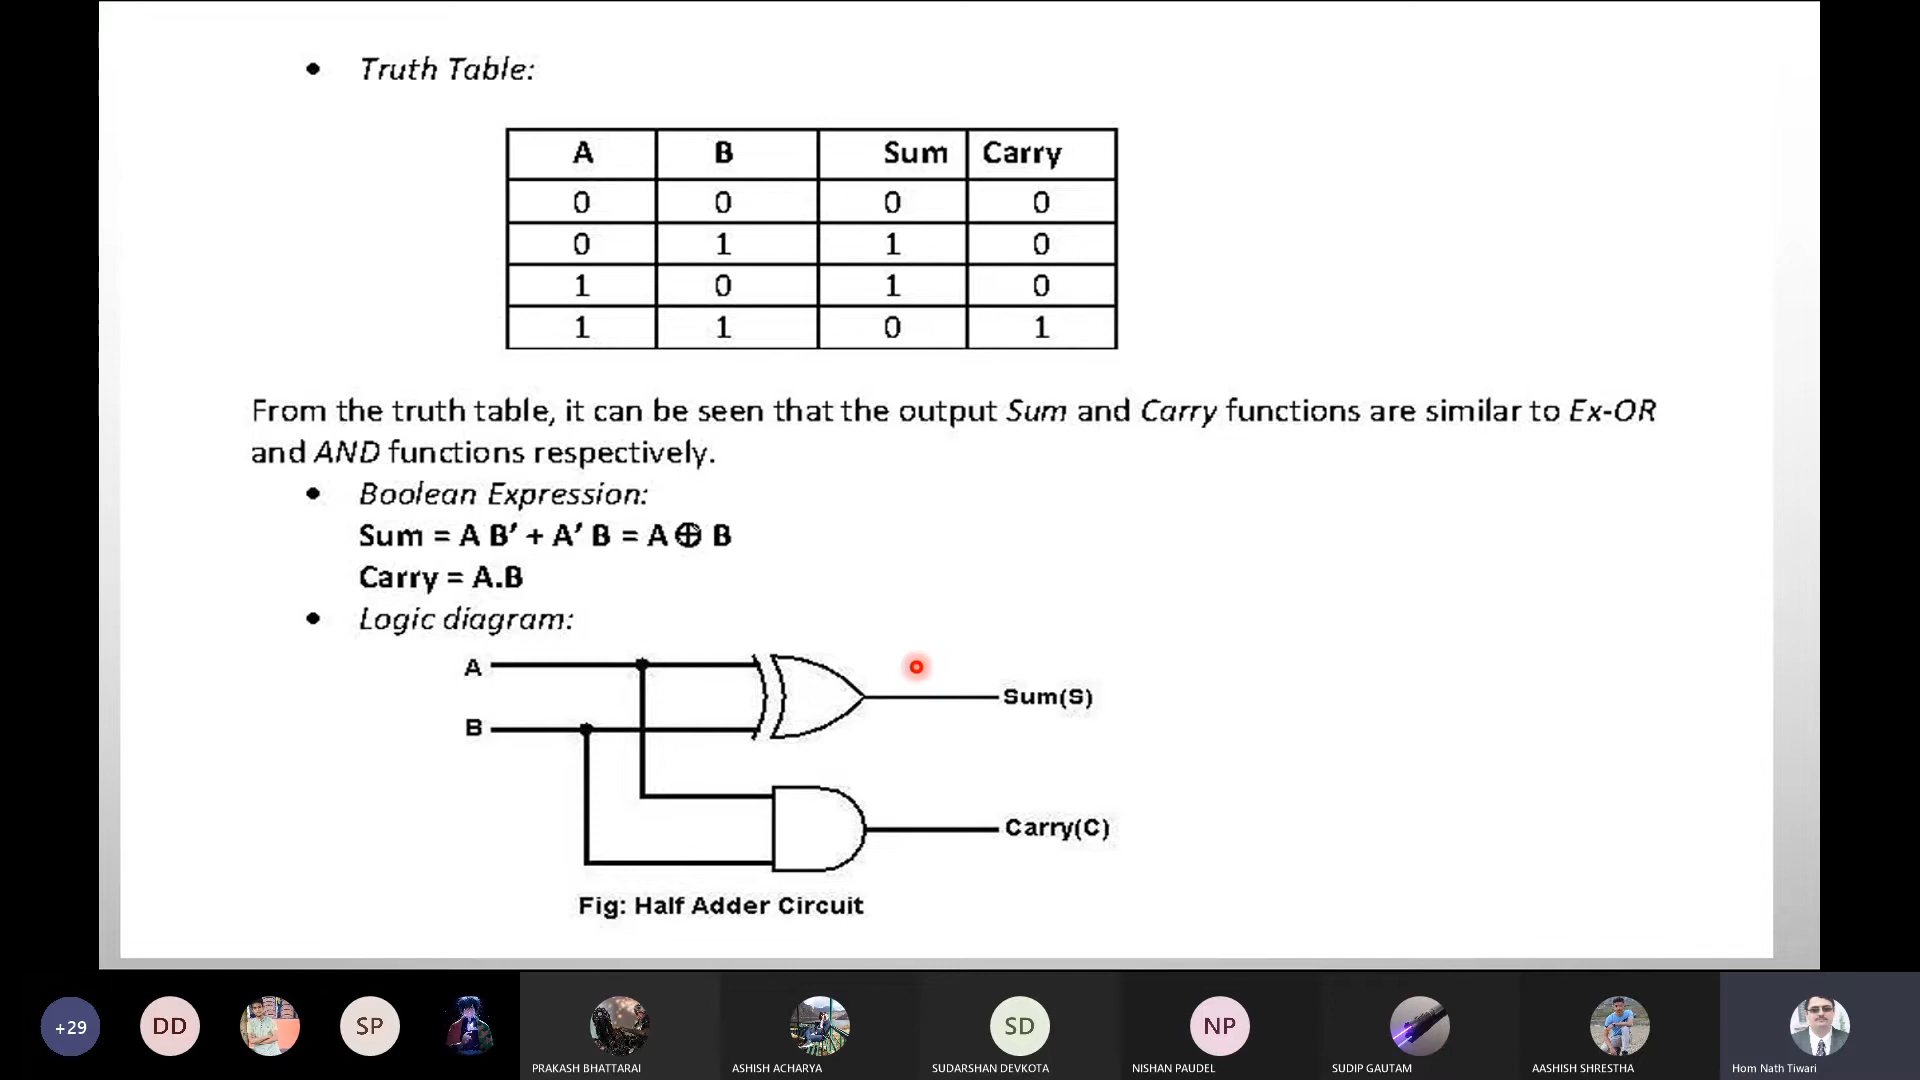 • Truth Table:
A B Sum Carry
0 0 0 0
0 1 1 0
1 0 1 0
1 1 0 1
From the truth table, it can be seen that the output Sum and Carry functions are similar to Ex-OR
and AND functions respectively.
• Boolean Expression:
Sum = A B′ + A′ B = A ⊕ B
Carry = A.B
• Logic diagram:
A
Sum(S)
B
Carry(C)
Fig: Half Adder Circuit
+29 DD SP SD NP
PRAKASH BHATTARAI ASHISH ACHARYA SUDARSHAN DEVKOTA NISHAN PAUDEL SUDIP GAUTAM AASHISH SHRESTHA Hom Nath Tiwari